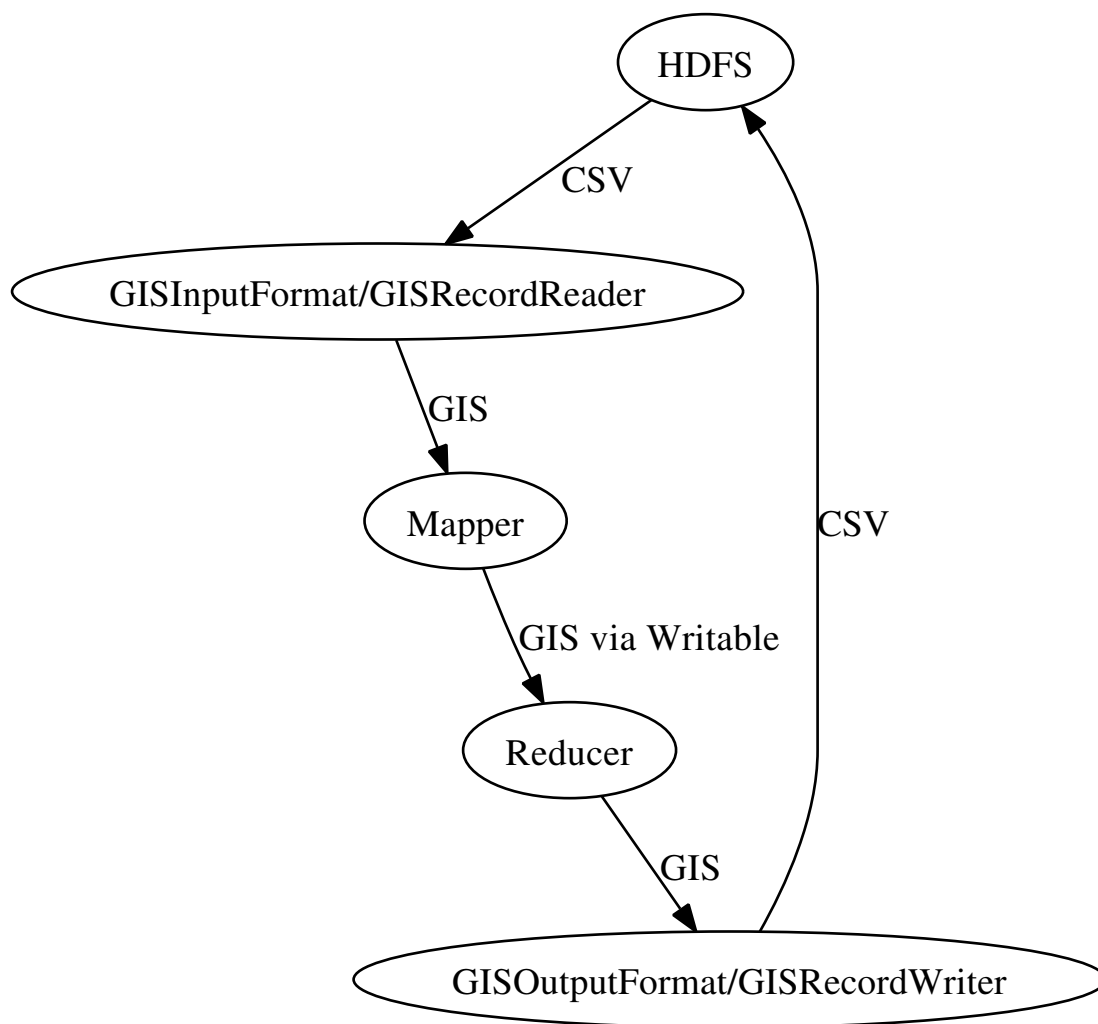 HDFS
CSV
GISInputFormat/GISRecordReader
GIS
Mapper
CSV
GIS via Writable
Reducer
GIS
GISOutputFormat/GISRecordWriter